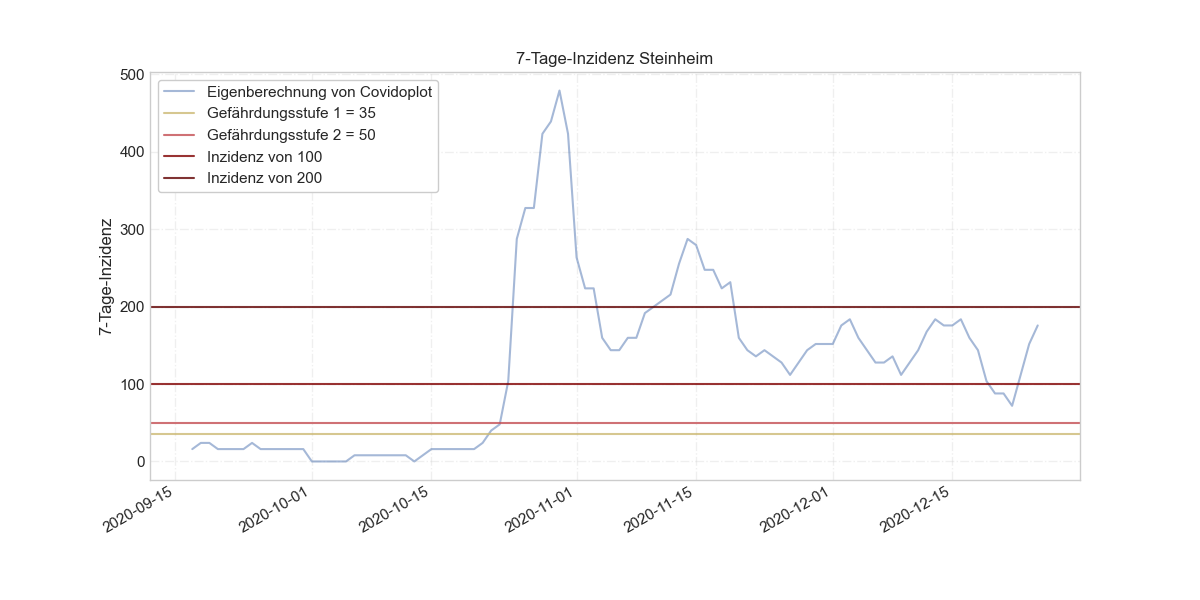 7-Tage-Inzidenz Steinheim
Eigenberechnung von Covidoplot
Gefährdungsstufe 1 = 35
Gefährdungsstufe 2 = 50
Inzidenz von 100
Inzidenz von 200
7-Tage-Inzidenz
500
400
300
200
100
0
2020-09-15
2020-10-01
2020-10-15
2020-11-01
2020-11-15
2020-12-01
2020-12-15